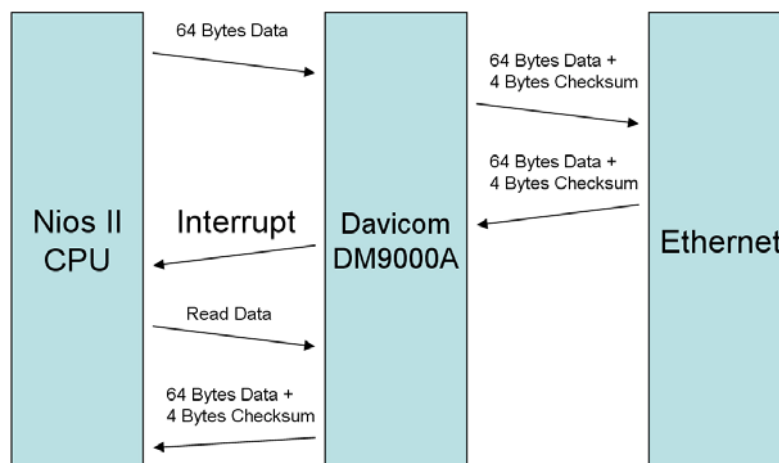 64 Bytes Data
64 Bytes Data +
4 Bytes Checksum
64 Bytes Data +
4 Bytes Checksum
Nios II
CPU
Interrupt
Davicom
DM9000A
Ethernet
Read Data
64 Bytes Data +
4 Bytes Checksum